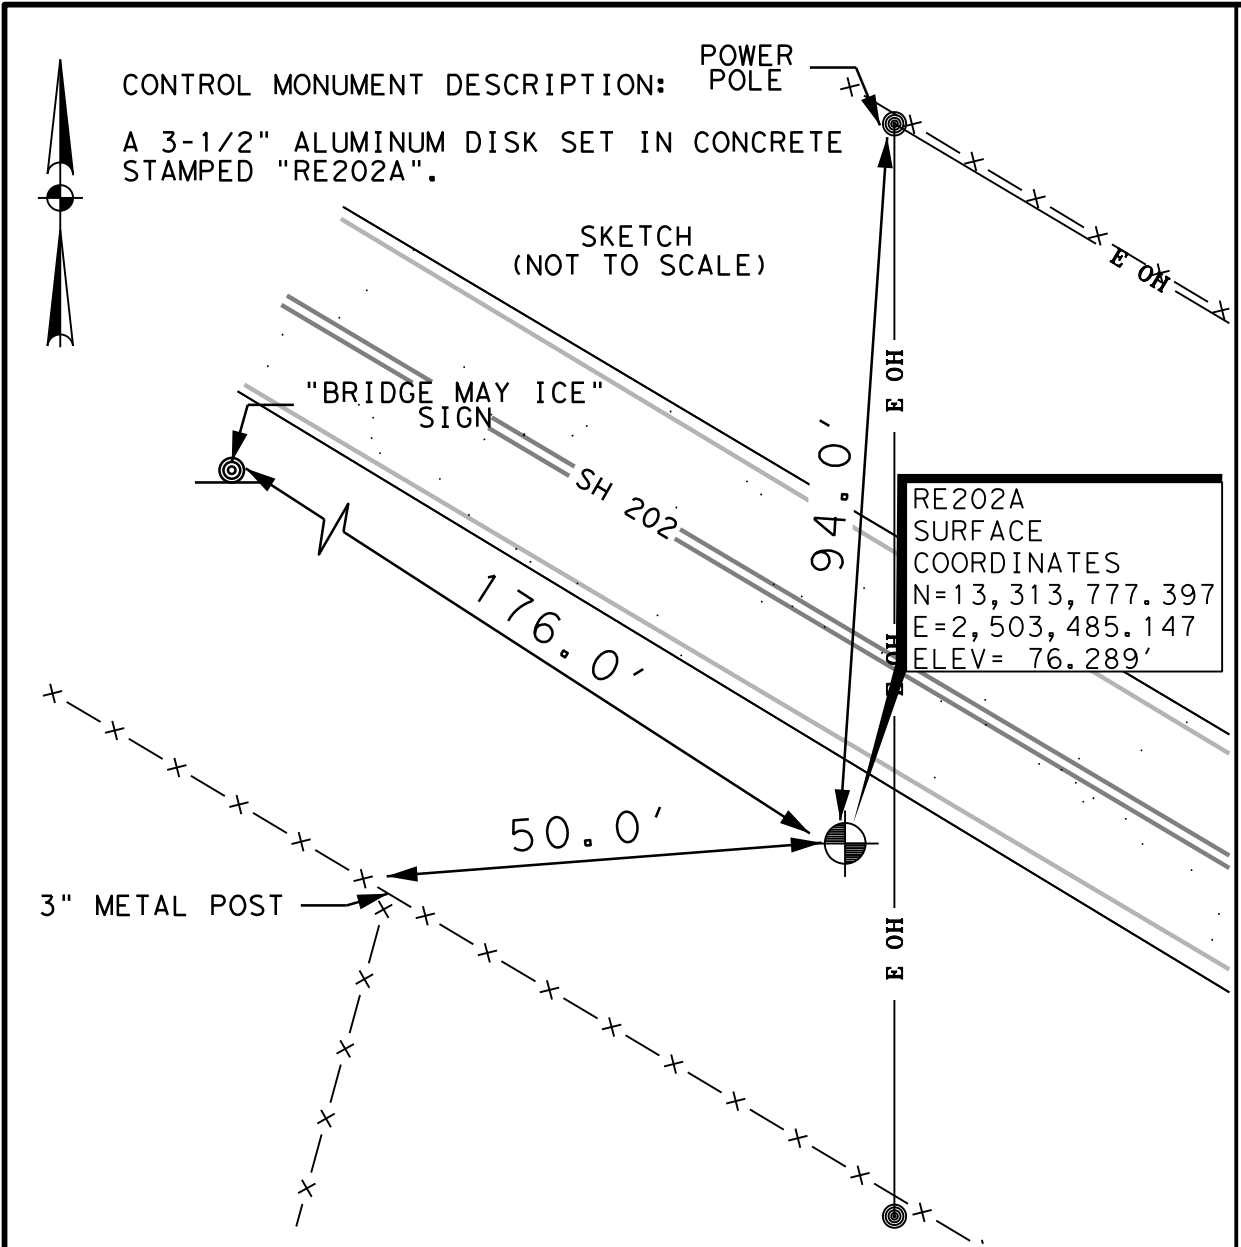 POWER
POLE
CONTROL MONUMENT DESCRIPTION:
A 3-1/2" ALUMINUM DISK SET IN CONCRETE
STAMPED "RE202A".
SKETCH
(NOT TO SCALE)
E OH
E OH
"BRIDGE MAY ICE"
SIGN
SH 202
94.0'
RE202A
SURFACE
COORDINATES
N=13,313,777.397
E=2,503,485.147
ELEV= 76.289'
E OH
176.0'
50.0'
3" METAL POST
E OH